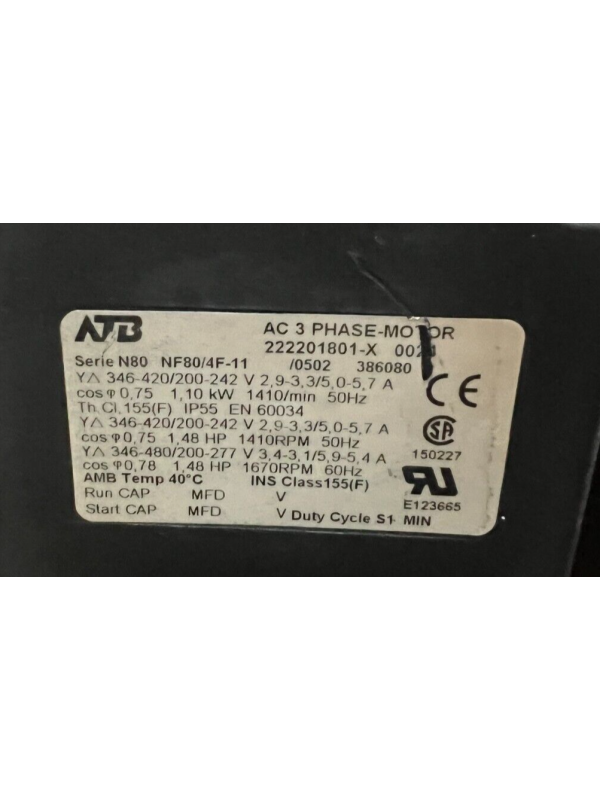 ATB
AC 3 PHASE-MOTOR
222201801-X
Serie N80 NF80/4F-11 /0502 386080
Y△ 346-420/200-242 V 2,9-3,3/5,0-5,7 A
cos φ 0,75 1,10 kW 1410/min 50Hz
Th.Cl.155(F) IP55 EN 60034
Y△ 346-420/200-242 V 2,9-3,3/5,0-5,7 A
cos φ 0,75 1,48 HP 1410RPM 50Hz
Y△ 346-480/200-277 V 3,4-3,1/5,9-5,4 A
cos φ 0,78 1,48 HP 1670RPM 60Hz
AMB Temp 40°C INS Class155(F)
Run CAP MFD V
Start CAP MFD V Duty Cycle S1 MIN
CE
SA
150227
RU
E123665